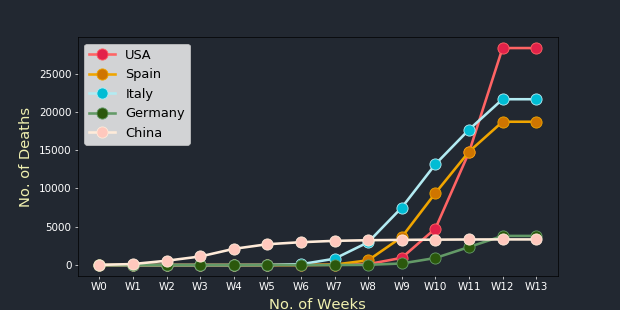 USA
Spain
Italy
Germany
China
No. of Deaths
25000
20000
15000
10000
5000
0
W0 W1 W2 W3 W4 W5 W6 W7 W8 W9 W10 W11 W12 W13
No. of Weeks